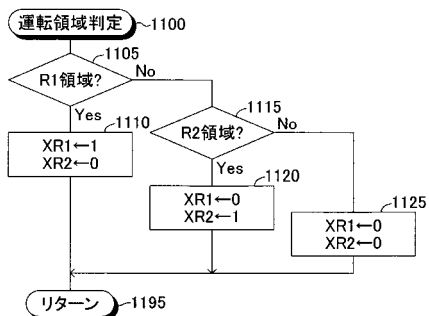 運転領域判定
1100
1105
R1領域?
No
Yes
1110
XR1←1
XR2←0
1115
R2領域?
No
Yes
1120
XR1←0
XR2←1
1125
XR1←0
XR2←0
リターン
1195